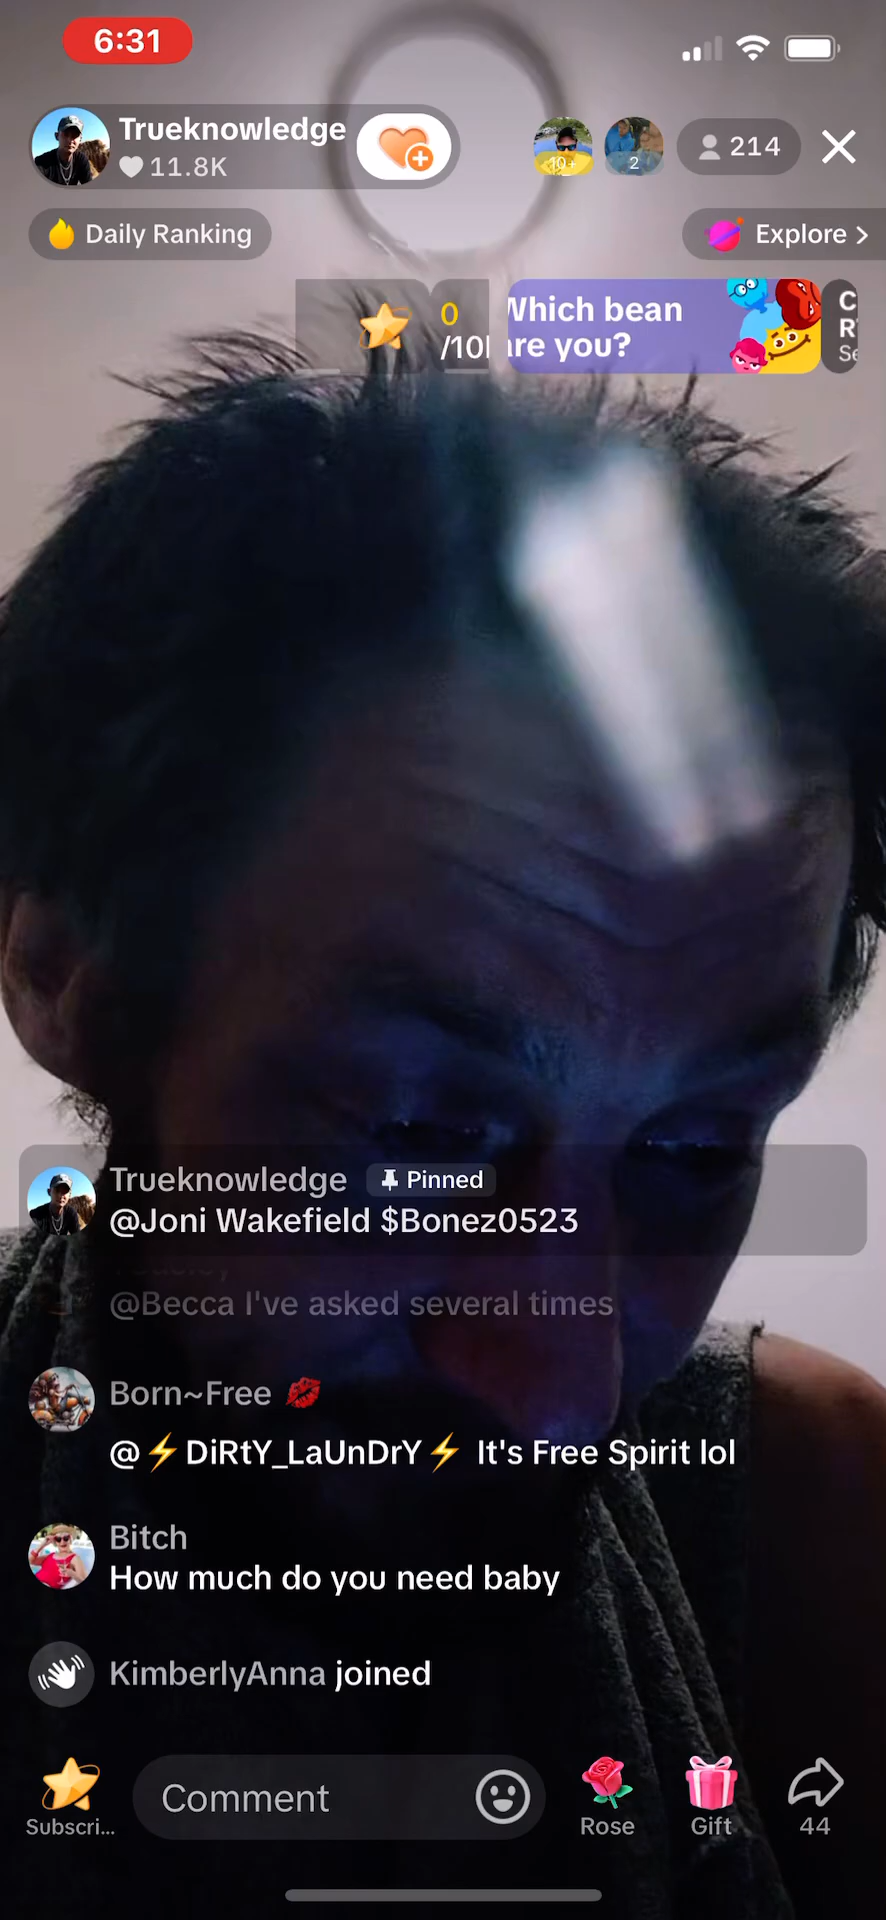 6:31
Trueknowledge
11.8K
10+
2
214
Daily Ranking
Explore >
0
/10
Which bean
are you?
C
R
Se
Trueknowledge Pinned
@Joni Wakefield $Bonez0523
@Becca I've asked several times
Born~Free 💋
@⚡DiRtY_LaUnDrY⚡ It's Free Spirit lol
Bitch
How much do you need baby
KimberlyAnna joined
Subscri...
Comment
Rose
Gift
44